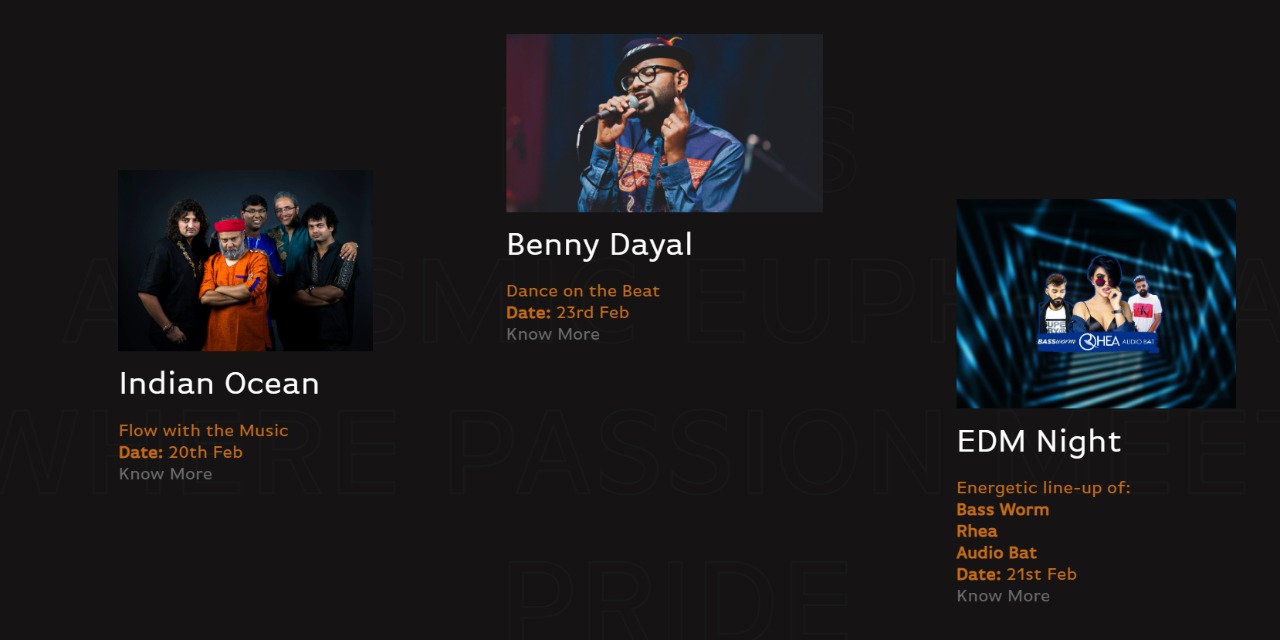 Benny Dayal
Dance on the Beat
Date: 23rd Feb
Know More
Indian Ocean
Flow with the Music
Date: 20th Feb
Know More
BASSworm RHEA AUDIO BAT
EDM Night
Energetic line-up of:
Bass Worm
Rhea
Audio Bat
Date: 21st Feb
Know More
WHERE PASSION MEET
PRIDE